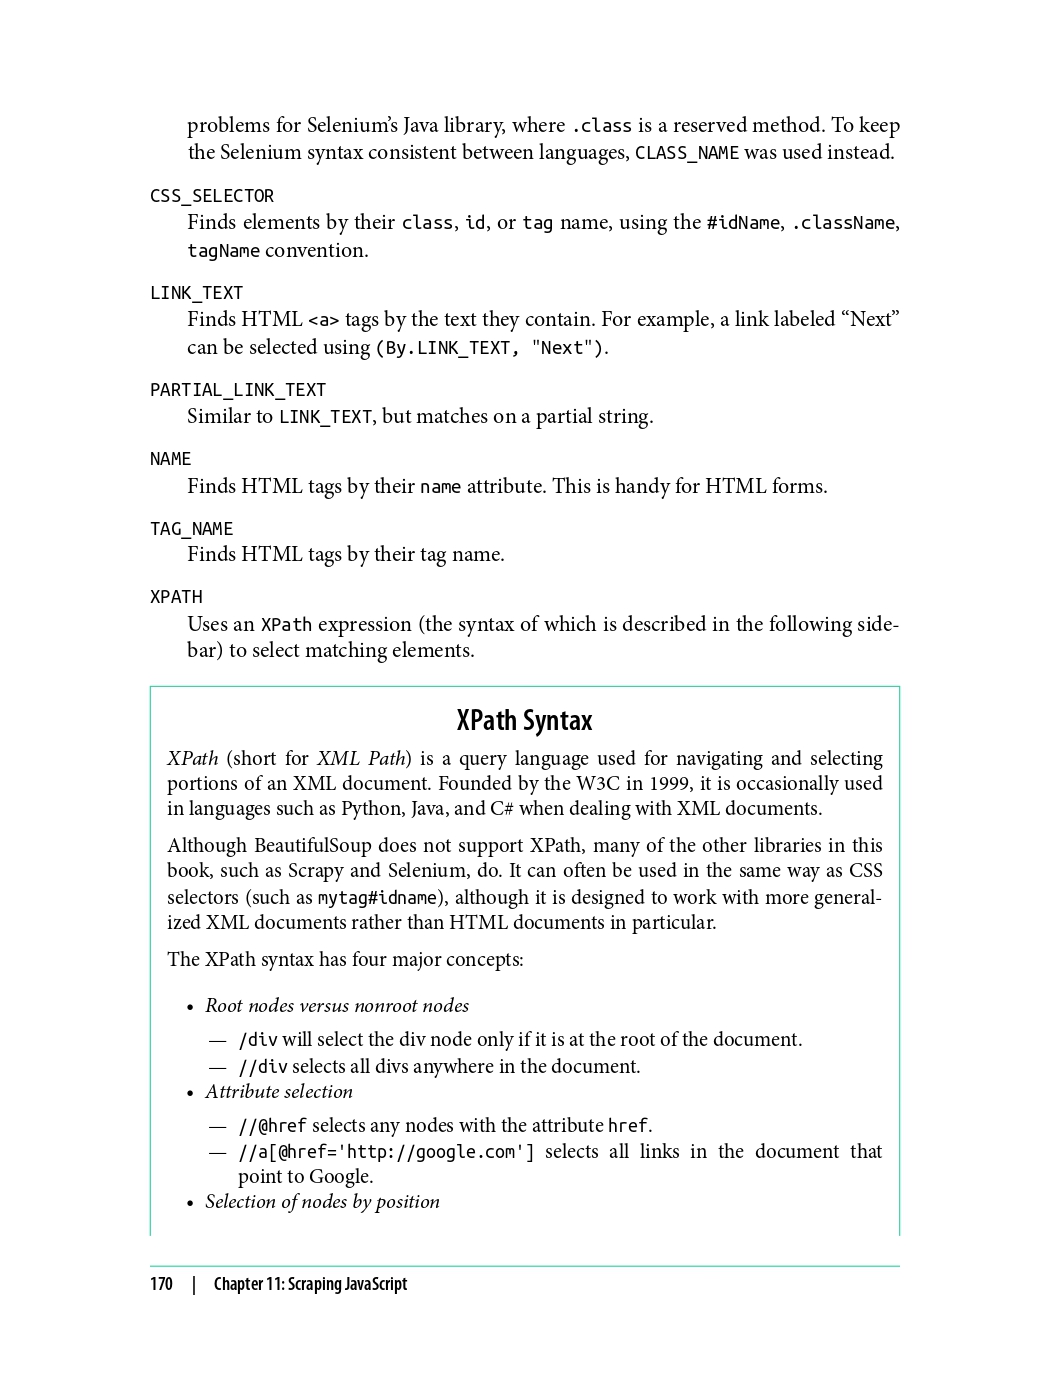 problems for Selenium’s Java library, where .class is a reserved method. To keep
the Selenium syntax consistent between languages, CLASS_NAME was used instead.
CSS_SELECTOR
Finds elements by their class, id, or tag name, using the #idName, .className,
tagName convention.
LINK_TEXT
Finds HTML <a> tags by the text they contain. For example, a link labeled “Next”
can be selected using (By.LINK_TEXT, "Next").
PARTIAL_LINK_TEXT
Similar to LINK_TEXT, but matches on a partial string.
NAME
Finds HTML tags by their name attribute. This is handy for HTML forms.
TAG_NAME
Finds HTML tags by their tag name.
XPATH
Uses an XPath expression (the syntax of which is described in the following side-
bar) to select matching elements.
XPath Syntax
XPath (short for XML Path) is a query language used for navigating and selecting
portions of an XML document. Founded by the W3C in 1999, it is occasionally used
in languages such as Python, Java, and C# when dealing with XML documents.
Although BeautifulSoup does not support XPath, many of the other libraries in this
book, such as Scrapy and Selenium, do. It can often be used in the same way as CSS
selectors (such as mytag#idname), although it is designed to work with more general-
ized XML documents rather than HTML documents in particular.
The XPath syntax has four major concepts:
• Root nodes versus nonroot nodes
— /div will select the div node only if it is at the root of the document.
— //div selects all divs anywhere in the document.
• Attribute selection
— //@href selects any nodes with the attribute href.
— //a[@href='http://google.com'] selects all links in the document that
point to Google.
• Selection of nodes by position
170 | Chapter 11: Scraping JavaScript